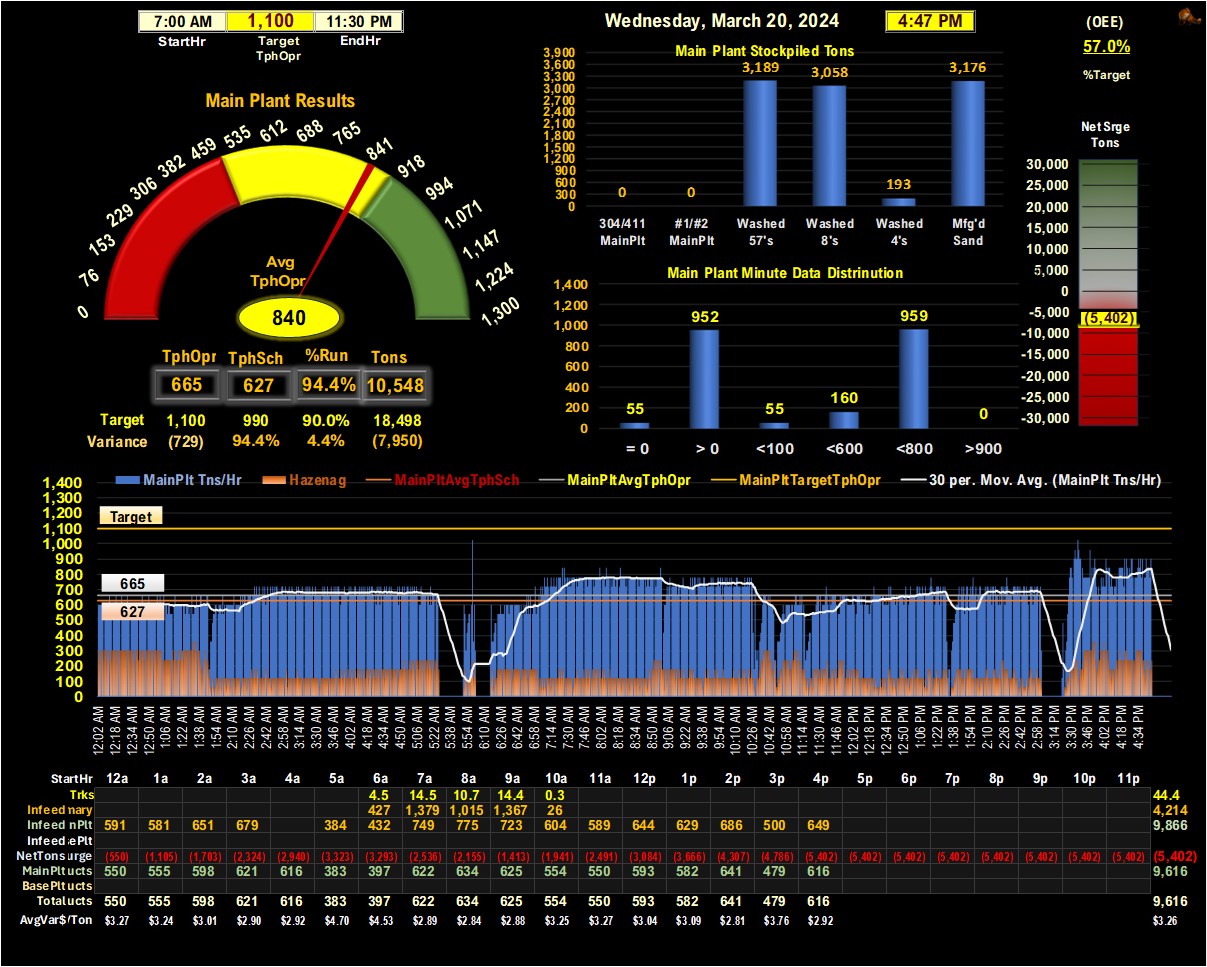 7:00 AM 1,100 11:30 PM
StartHr Target TphOpr EndHr
Wednesday, March 20, 2024 4:47 PM
(OEE)
57.0%
%Target
Main Plant Results
0 76 153 229 306 382 459 535 612 688 765 841 918 994 1,071 1,147 1,224 1,300
Avg
TphOpr
840
TphOpr TphSch %Run Tons
665 627 94.4% 10,548
Target 1,100 990 90.0% 18,498
Variance (729) 94.4% 4.4% (7,950)
Main Plant Stockpiled Tons
3,900
3,600
3,300
3,000
2,700
2,400
2,100
1,800
1,500
1,200
900
600
300
0
0 0 3,189 3,058 193 3,176
304/411 #1/#2 Washed Washed Washed Mfg'd
MainPlt MainPlt 57's 8's 4's Sand
Main Plant Minute Data Distrinution
1,400
1,200
1,000
800
600
400
200
0
55 952 55 160 959 0
= 0 > 0 <100 <600 <800 >900
Net Srge
Tons
30,000
25,000
20,000
15,000
10,000
5,000
0
-5,000
(5,402)
-10,000
-15,000
-20,000
-25,000
-30,000
MainPlt Tns/Hr Hazenag MainPltAvgTphSch MainPltAvgTphOpr MainPltTargetTphOpr 30 per. Mov. Avg. (MainPlt Tns/Hr)
1,400
1,300
1,200
1,100
1,000
900
800
700
600
500
400
300
200
100
0
Target
665
627
12:02 AM 12:18 AM 12:34 AM 12:50 AM 1:06 AM 1:22 AM 1:38 AM 1:54 AM 2:10 AM 2:26 AM 2:42 AM 2:58 AM 3:14 AM 3:30 AM 3:46 AM 4:02 AM 4:18 AM 4:34 AM 4:50 AM 5:06 AM 5:22 AM 5:38 AM 5:54 AM 6:10 AM 6:26 AM 6:42 AM 6:58 AM 7:14 AM 7:30 AM 7:46 AM 8:02 AM 8:18 AM 8:34 AM 8:50 AM 9:06 AM 9:22 AM 9:38 AM 9:54 AM 10:10 AM 10:26 AM 10:42 AM 10:58 AM 11:14 AM 11:30 AM 11:46 AM 12:02 PM 12:18 PM 12:34 PM 12:50 PM 1:06 PM 1:22 PM 1:38 PM 1:54 PM 2:10 PM 2:26 PM 2:42 PM 2:58 PM 3:14 PM 3:30 PM 3:46 PM 4:02 PM 4:18 PM 4:34 PM
StartHr 12a 1a 2a 3a 4a 5a 6a 7a 8a 9a 10a 11a 12p 1p 2p 3p 4p 5p 6p 7p 8p 9p 10p 11p
Trks 4.5 14.5 10.7 14.4 0.3 44.4
Infeed nary 427 1,379 1,015 1,367 26 4,214
Infeed nPlt 591 581 651 679 384 432 749 775 723 604 589 644 629 686 500 649 9,866
Infeed ePlt
NetTons urge (550) (1,105) (1,703) (2,324) (2,940) (3,323) (3,293) (2,536) (2,155) (1,413) (1,941) (2,491) (3,084) (3,666) (4,307) (4,786) (5,402) (5,402) (5,402) (5,402) (5,402) (5,402) (5,402) (5,402) (5,402)
MainPlt ucts 550 555 598 621 616 383 397 622 634 625 554 550 593 582 641 479 616 9,616
BasePlt ucts
Total ucts 550 555 598 621 616 383 397 622 634 625 554 550 593 582 641 479 616 9,616
AvgVar$/Ton $3.27 $3.24 $3.01 $2.90 $2.92 $4.70 $4.53 $2.89 $2.84 $2.88 $3.25 $3.27 $3.04 $3.09 $2.81 $3.76 $2.92 $3.26